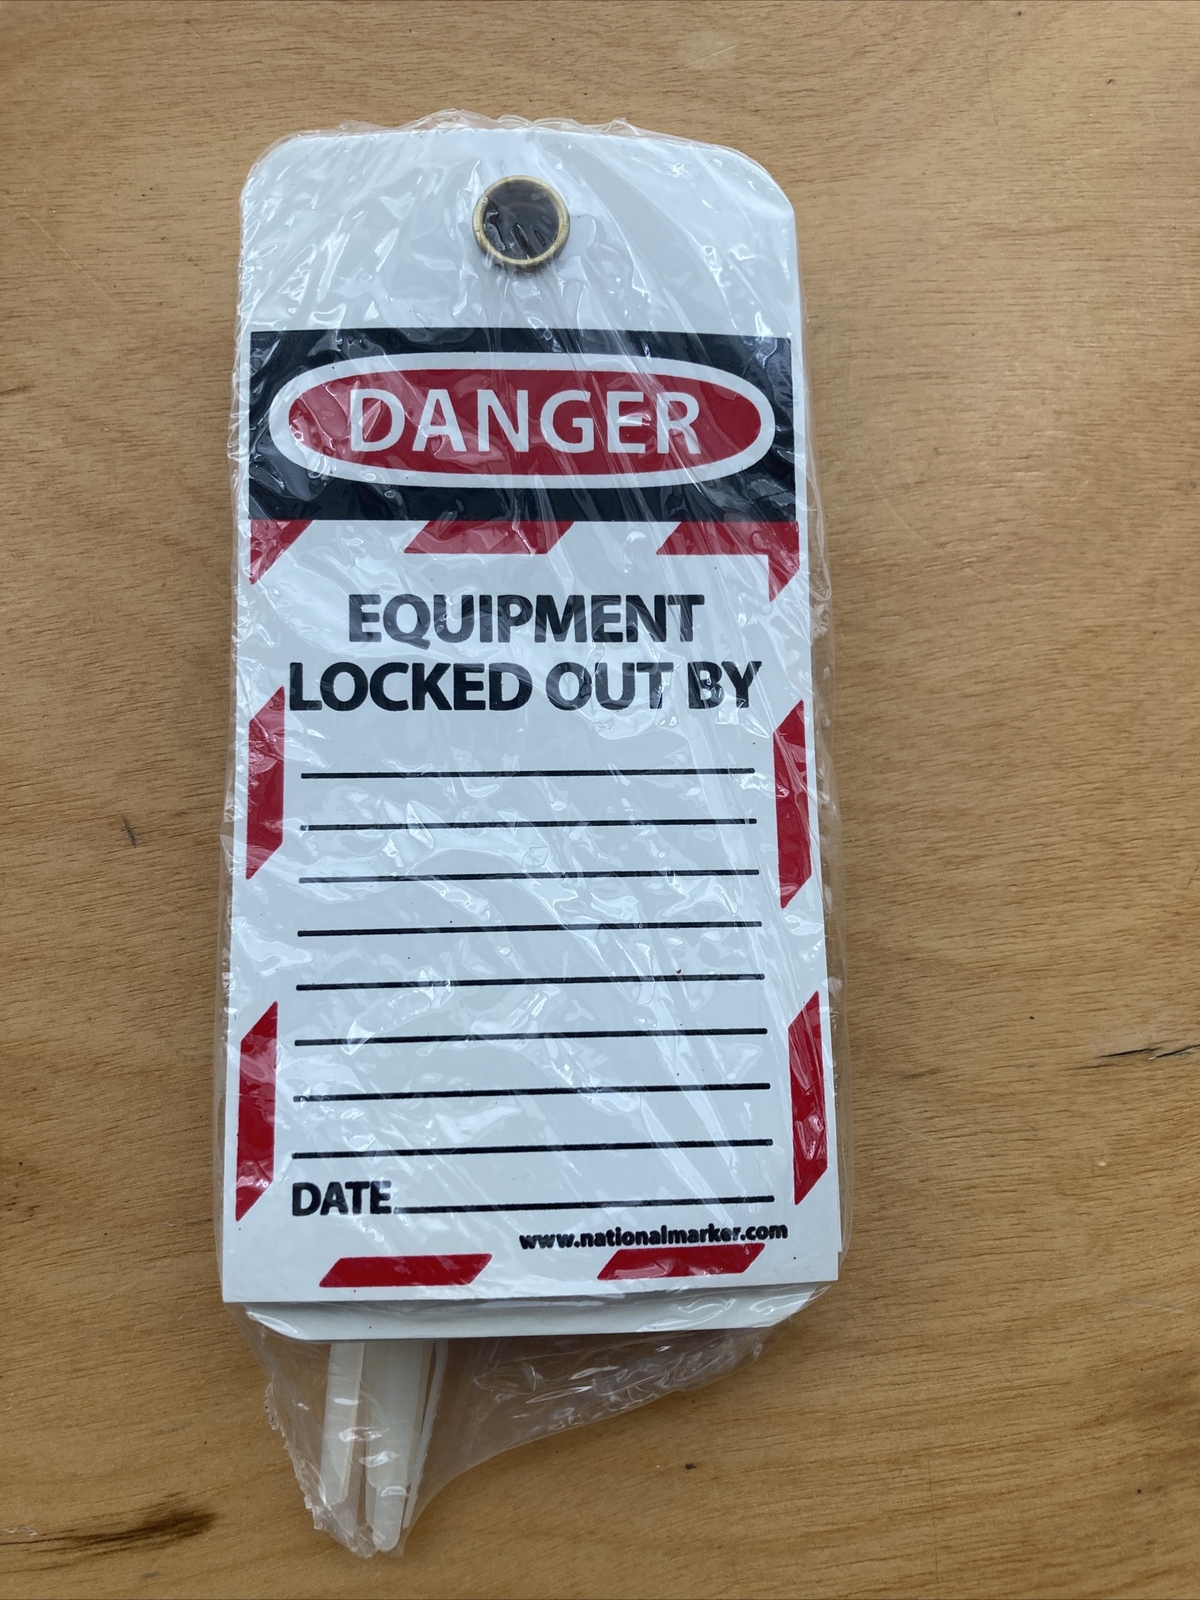 DANGER
EQUIPMENT
LOCKED OUT BY
DATE
www.nationalmarker.com